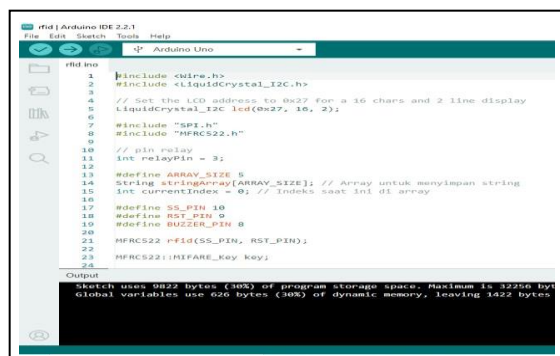 rfid | Arduino IDE 2.2.1
File Edit Sketch Tools Help
Arduino Uno
rfid.ino
1 #include <Wire.h>
2 #include <LiquidCrystal_I2C.h>
3
4 // Set the LCD address to 0x27 for a 16 chars and 2 line display
5 LiquidCrystal_I2C lcd(0x27, 16, 2);
6
7 #include "SPI.h"
8 #include "MFRC522.h"
9
10 // pin relay
11 int relayPin = 3;
12
13 #define ARRAY_SIZE 5
14 String stringArray[ARRAY_SIZE]; // Array untuk menyimpan string
15 int currentIndex = 0; // Indeks saat ini di array
16
17 #define SS_PIN 10
18 #define RST_PIN 9
19 #define BUZZER_PIN 8
20
21 MFRC522 rfid(SS_PIN, RST_PIN);
22
23 MFRC522::MIFARE_Key key;
24
Output
Sketch uses 9822 bytes (30%) of program storage space. Maximum is 32256 byt
Global variables use 626 bytes (30%) of dynamic memory, leaving 1422 bytes